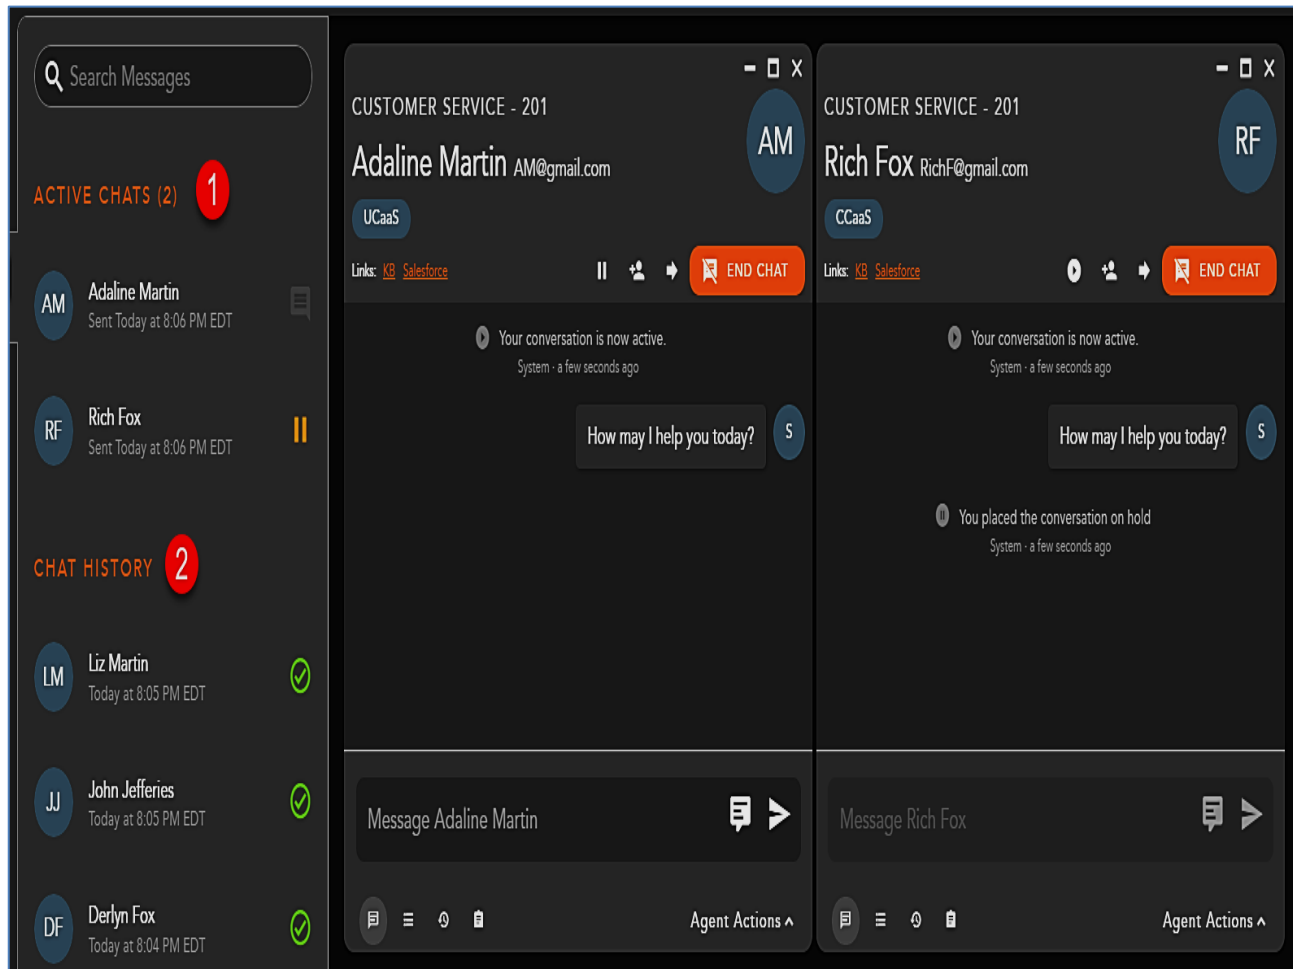 Search Messages
ACTIVE CHATS (2) 1
AM
Adaline Martin
Sent Today at 8:06 PM EDT
RF
Rich Fox
Sent Today at 8:06 PM EDT
CHAT HISTORY 2
LM
Liz Martin
Today at 8:05 PM EDT
JJ
John Jefferies
Today at 8:05 PM EDT
DF
Derlyn Fox
Today at 8:04 PM EDT
CUSTOMER SERVICE - 201
Adaline Martin AM@gmail.com
AM
UCaaS
Links: KB Salesforce
END CHAT
Your conversation is now active.
System · a few seconds ago
How may I help you today?
S
Message Adaline Martin
Agent Actions
CUSTOMER SERVICE - 201
Rich Fox RichF@gmail.com
RF
CCaaS
Links: KB Salesforce
END CHAT
Your conversation is now active.
System · a few seconds ago
How may I help you today?
S
You placed the conversation on hold
System · a few seconds ago
Message Rich Fox
Agent Actions